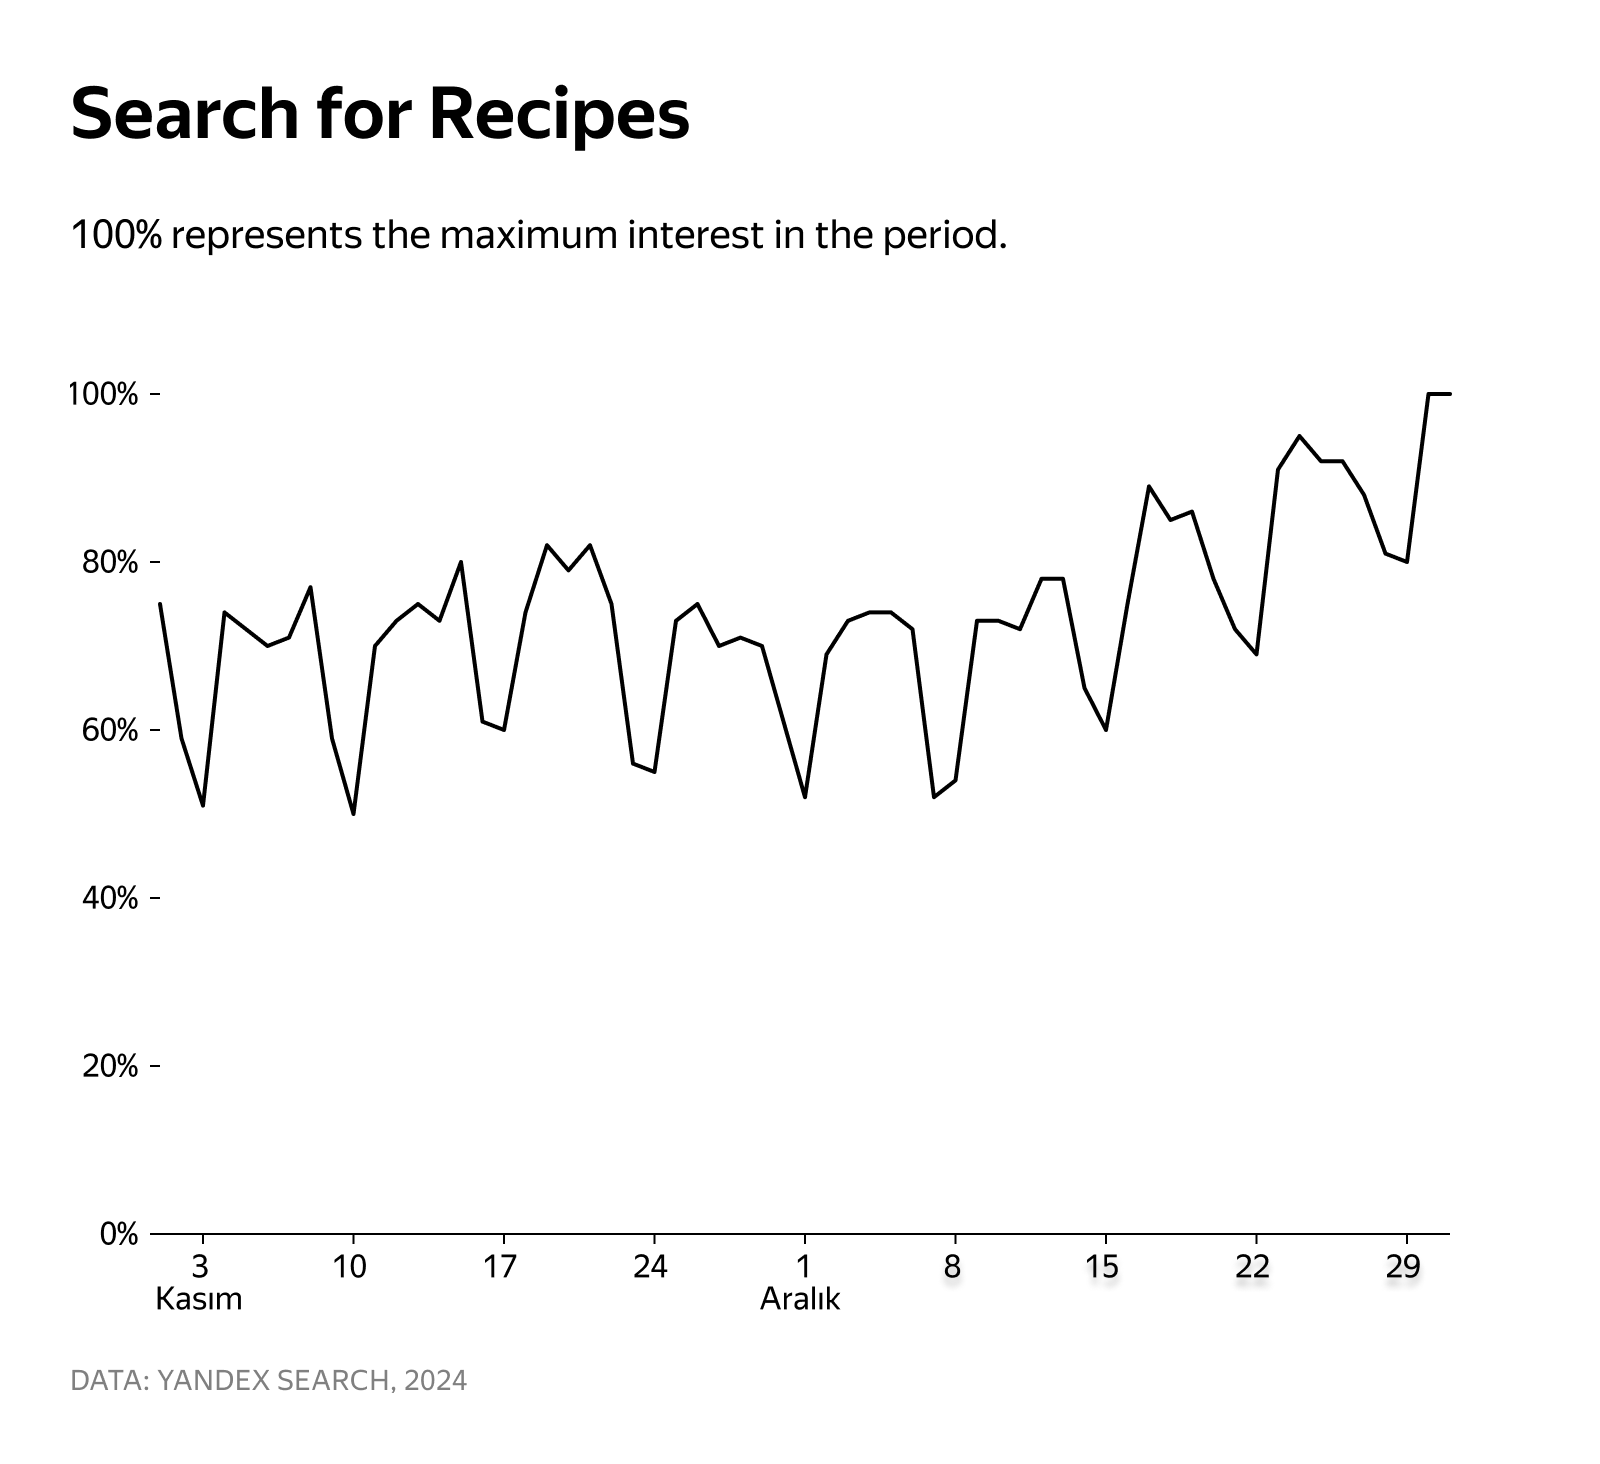 Search for Recipes
100% represents the maximum interest in the period.
100%
80%
60%
40%
20%
0%
3 10 17 24 1 8 15 22 29
Kasım Aralık
DATA: YANDEX SEARCH, 2024